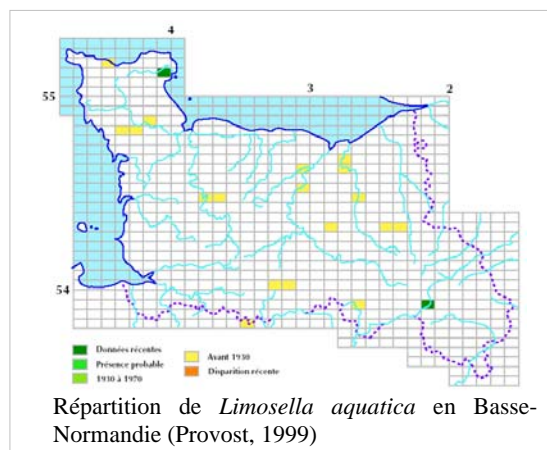 4
55
3
2
54
Données récentes
Présence probable
1930 à 1970
Avant 1930
Disparition récente
Répartition de Limosella aquatica en Basse-
Normandie (Provost, 1999)